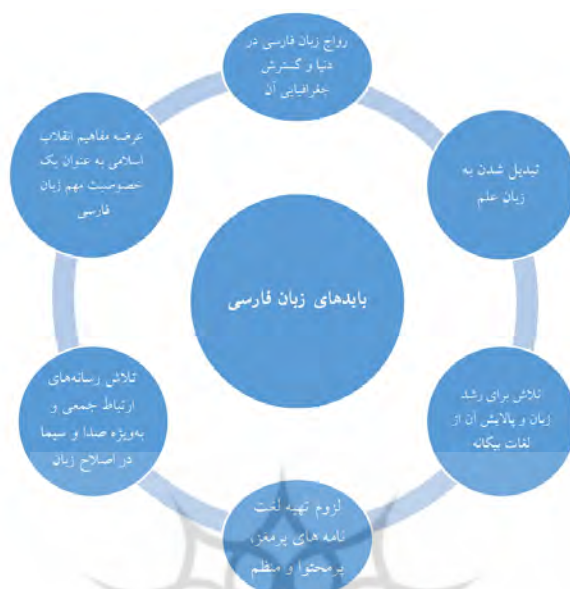 رواج زبان فارسی در
دنیا و گسترش
جغرافیایی آن
تبدیل شدن به
زبان علم
تلاش برای رشد
زبان و پالایش آن از
لغات بیگانه
لزوم تهیه لغت
نامه های پرمغز،
پرمحتوا و منظم
تلاش رسانه‌های
ارتباط جمعی و
به‌ویژه صدا و سیما
در اصلاح زبان
عرضه مفاهیم انقلاب
اسلامی به عنوان یک
خصوصیت مهم زبان
فارسی
بایدهای زبان فارسی